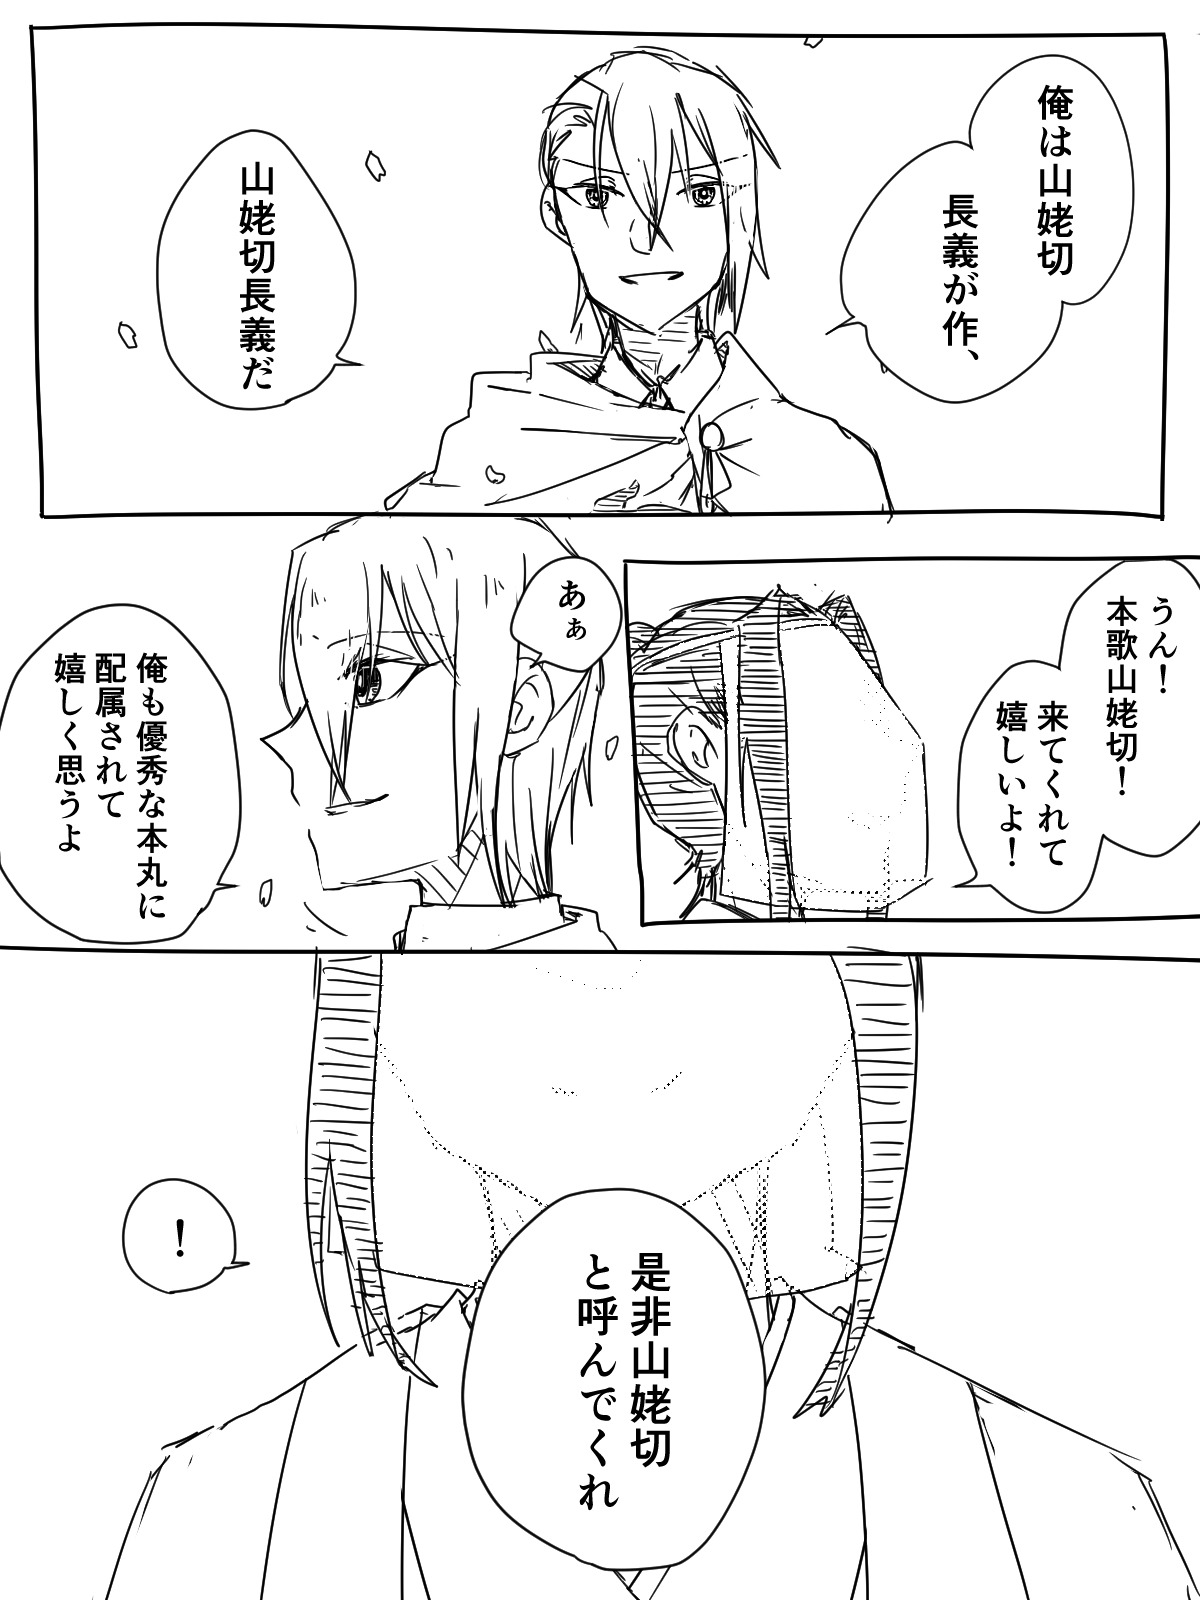 俺は山姥切
長義が作、
山姥切長義だ
うん！
本歌山姥切！
来てくれて
嬉しいよ！
あぁ
俺も優秀な本丸に
配属されて
嬉しく思うよ
是非山姥切
と呼んでくれ
！